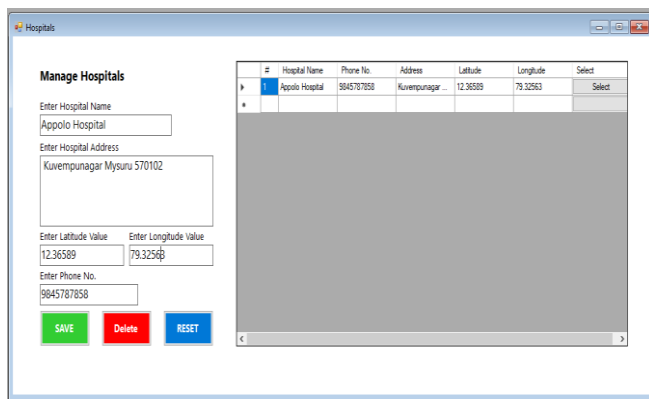 Hospitals
Manage Hospitals
Enter Hospital Name
Appolo Hospital
Enter Hospital Address
Kuvempunagar Mysuru 570102
Enter Latitude Value Enter Longitude Value
12.36589 79.32563
Enter Phone No.
9845787858
SAVE Delete RESET
# Hospital Name Phone No. Address Latitude Longitude Select
1 Appolo Hospital 9845787858 Kuvempunagar ... 12.36589 79.32563 Select